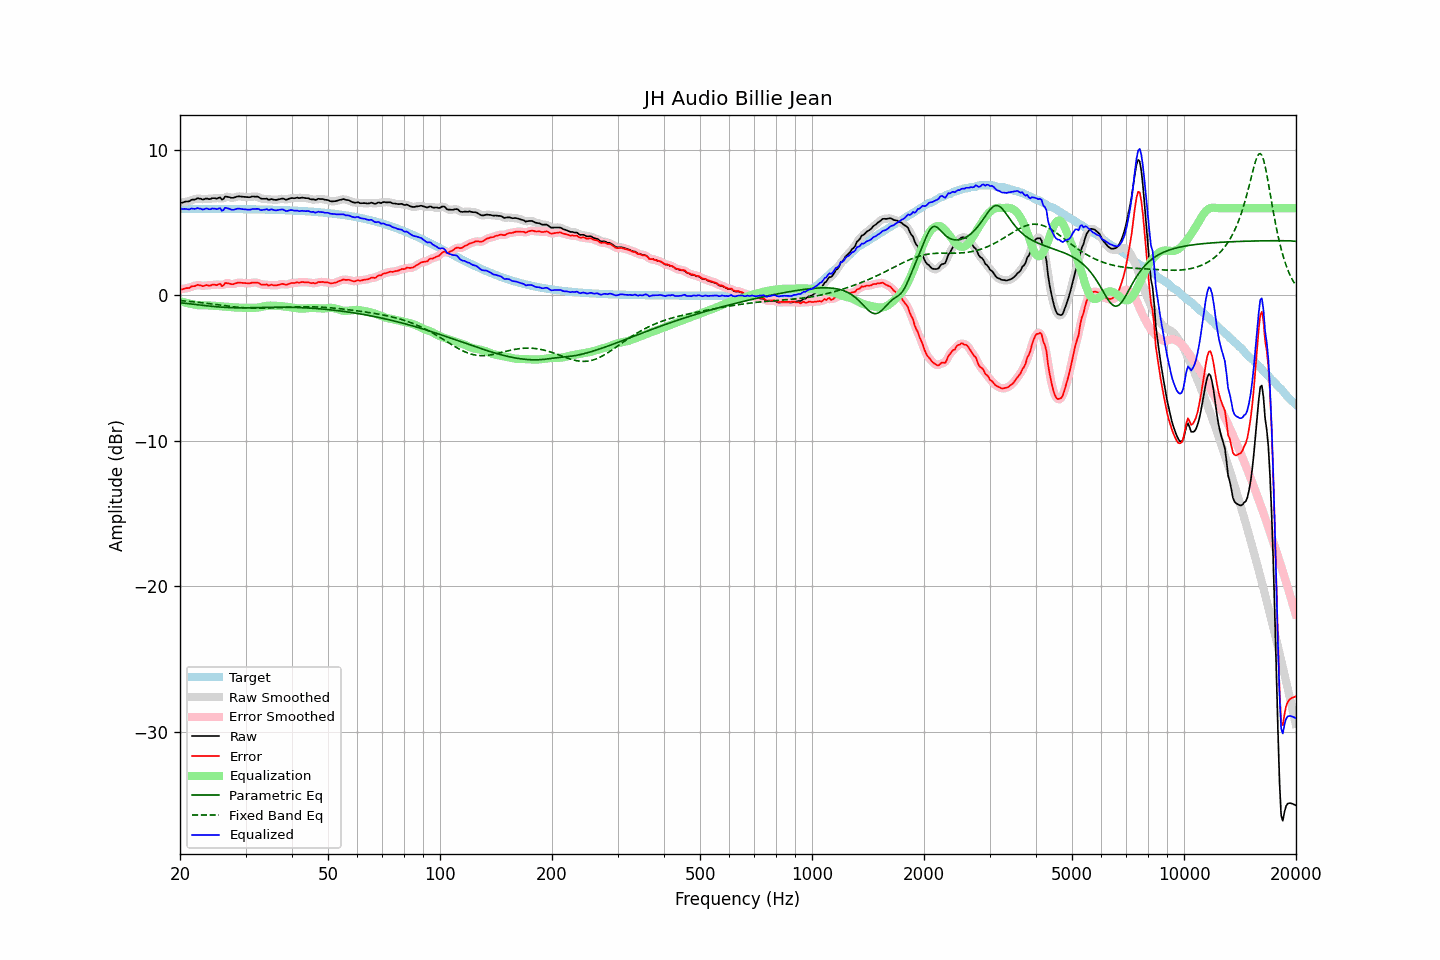 JH Audio Billie Jean
Amplitude (dBr)
10
0
−10
−20
−30
Target
Raw Smoothed
Error Smoothed
Raw
Error
Equalization
Parametric Eq
Fixed Band Eq
Equalized
20 50 100 200 500 1000 2000 5000 10000 20000
Frequency (Hz)